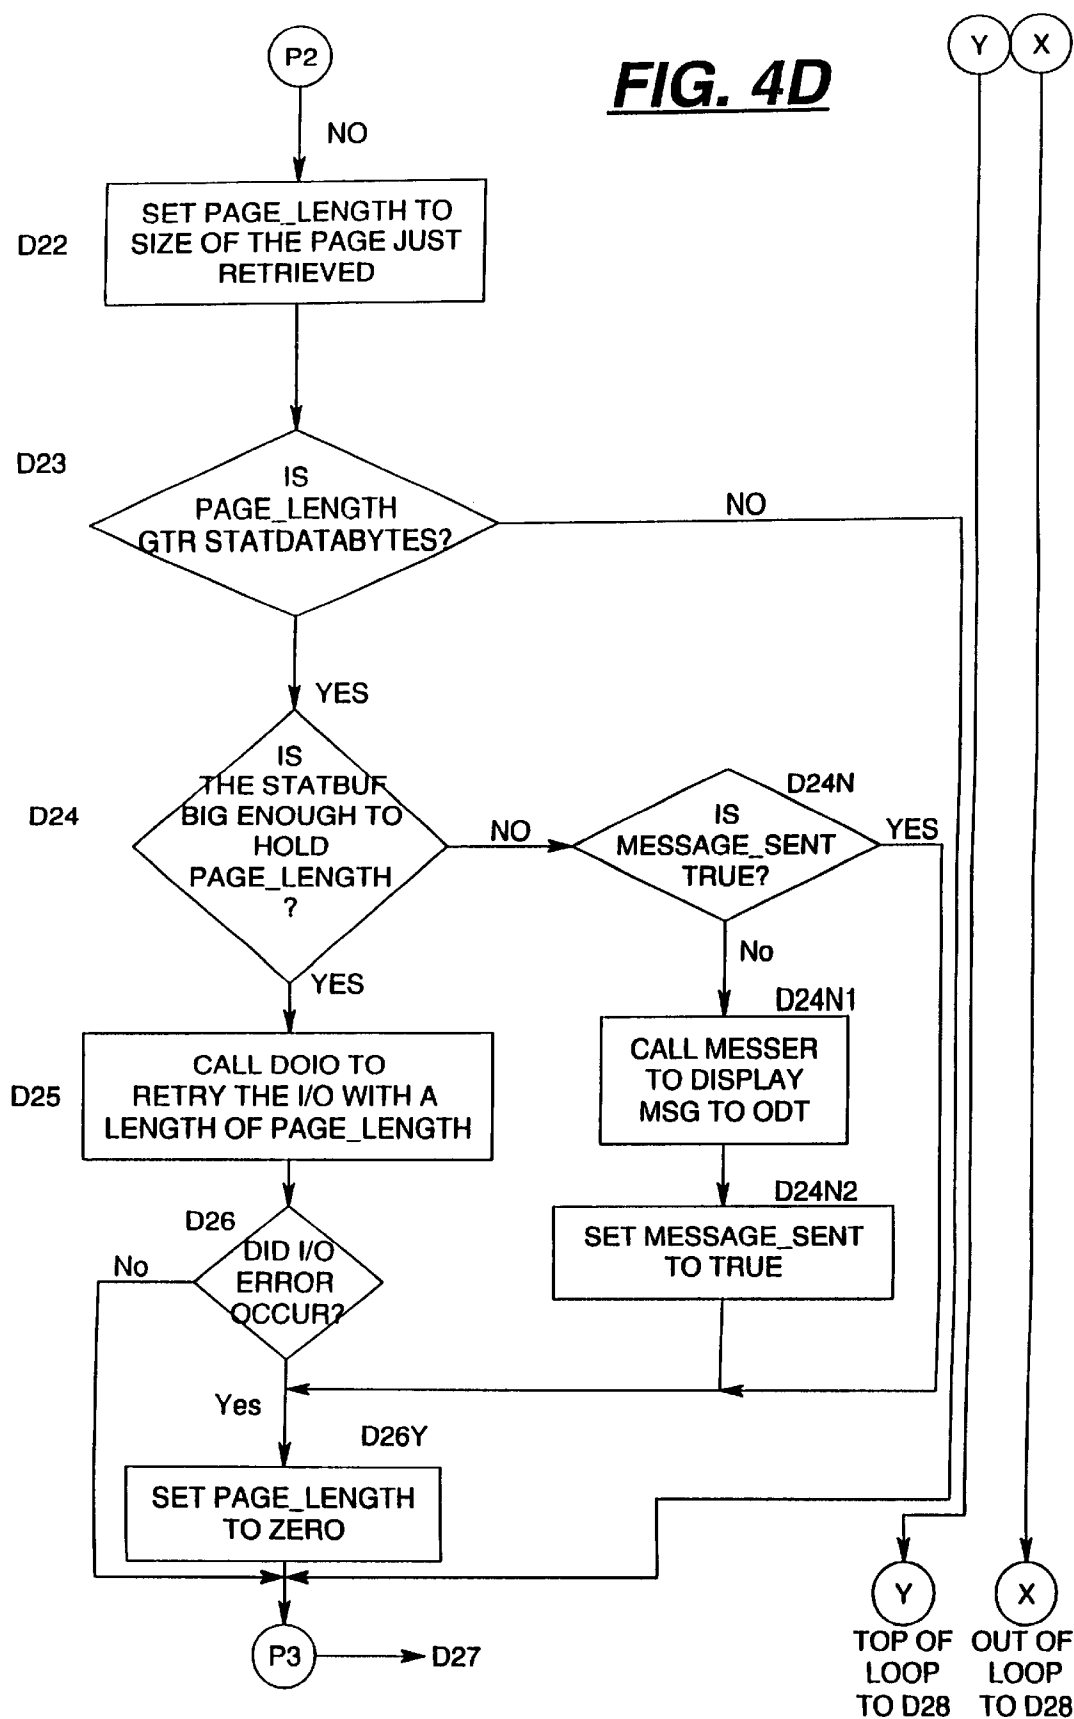 P2
Y
X
FIG. 4D
NO
D22
SET PAGE_LENGTH TO
SIZE OF THE PAGE JUST
RETRIEVED
D23
IS
PAGE_LENGTH
GTR STATDATABYTES?
NO
YES
D24
IS
THE STATBUF
BIG ENOUGH TO
HOLD
PAGE_LENGTH
?
NO
D24N
IS
MESSAGE_SENT
TRUE?
YES
No
YES
D24N1
CALL MESSER
TO DISPLAY
MSG TO ODT
D25
CALL DOIO TO
RETRY THE I/O WITH A
LENGTH OF PAGE_LENGTH
D24N2
SET MESSAGE_SENT
TO TRUE
D26
DID I/O
ERROR
OCCUR?
No
Yes
D26Y
SET PAGE_LENGTH
TO ZERO
P3
D27
Y
TOP OF
LOOP
TO D28
X
OUT OF
LOOP
TO D28